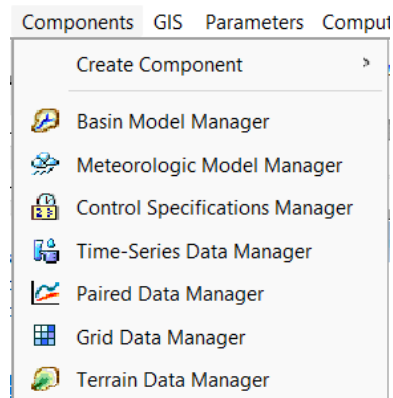 Components GIS Parameters Comput
Create Component >
Basin Model Manager
Meteorologic Model Manager
Control Specifications Manager
Time-Series Data Manager
Paired Data Manager
Grid Data Manager
Terrain Data Manager